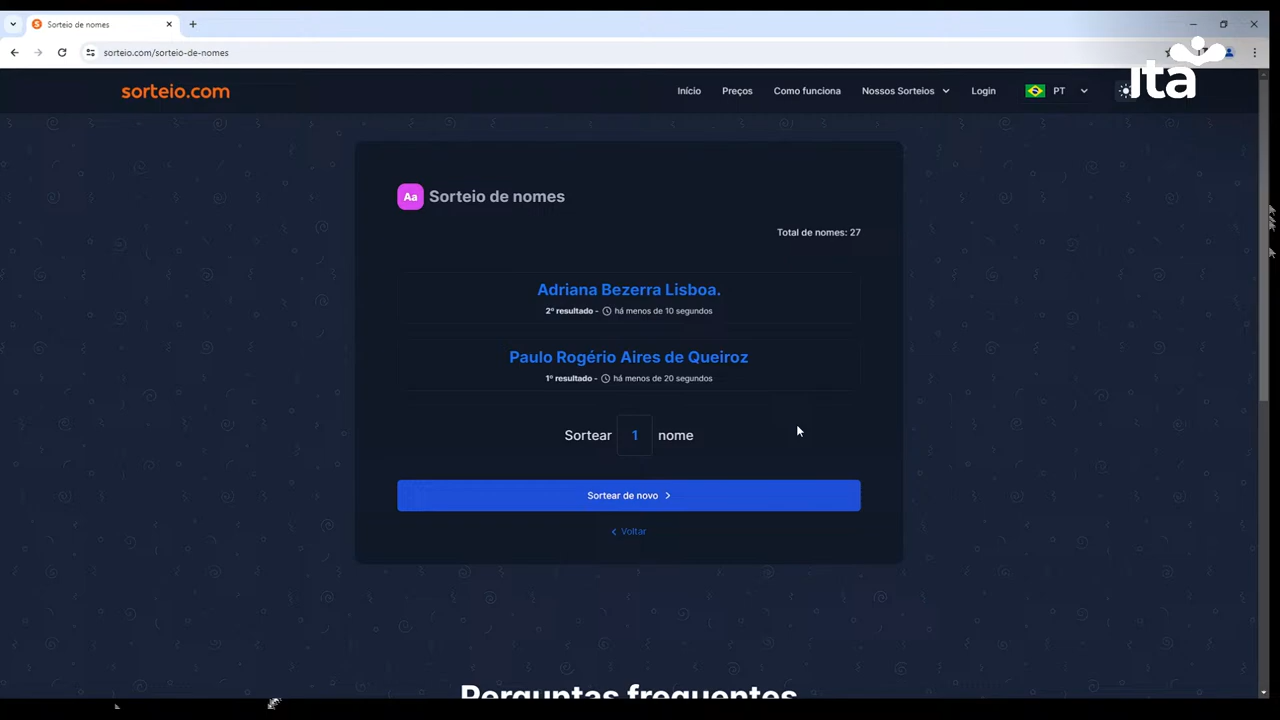 Sorteio de nomes
sorteio.com/sorteio-de-nomes
ita
sorteio.com
Início Preços Como funciona Nossos Sorteios Login PT
Aa Sorteio de nomes
Total de nomes: 27
Adriana Bezerra Lisboa.
2º resultado - há menos de 10 segundos
Paulo Rogério Aires de Queiroz
1º resultado - há menos de 20 segundos
Sortear 1 nome
Sortear de novo
Voltar
Perguntas frequentes